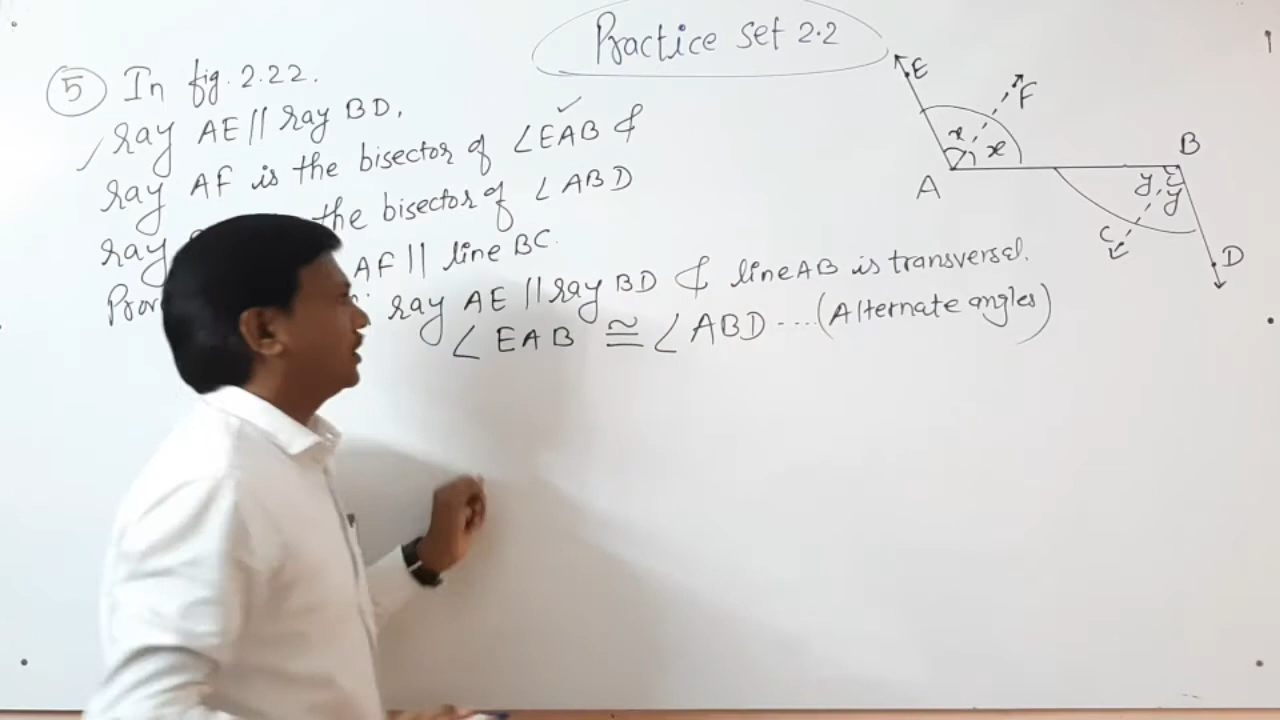 Practice Set 2.2
5 In fig. 2.22.
ray AE || ray BD,
ray AF is the bisector of ∠EAB &
ray the bisector of ∠ABD
AF || line BC.
ray AE || ray BD & line AB is transversel.
∠EAB ≅ ∠ABD ....(Alternate angles)
E
F
x
x
A
B
y
y
C
D